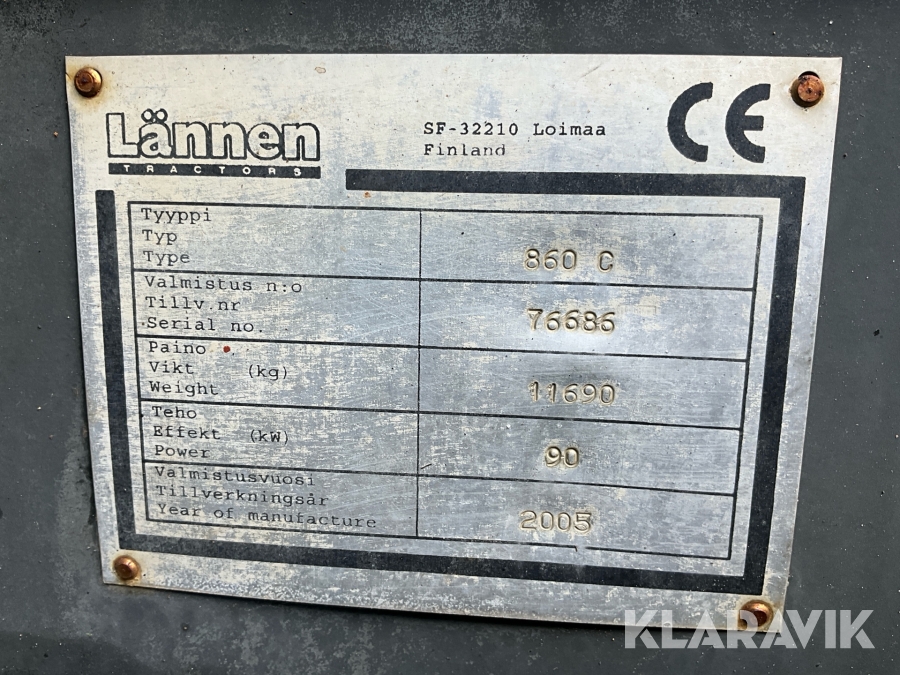 Lännen
TRACTORS
SF-32210 Loimaa
Finland
CE
Tyyppi
Typ
Type 860 C
Valmistus n:o
Tillv.nr
Serial no. 76686
Paino
Vikt (kg)
Weight 11690
Teho
Effekt (kW)
Power 90
Valmistusvuosi
Tillverkningsår
Year of manufacture 2005
KLARAVIK